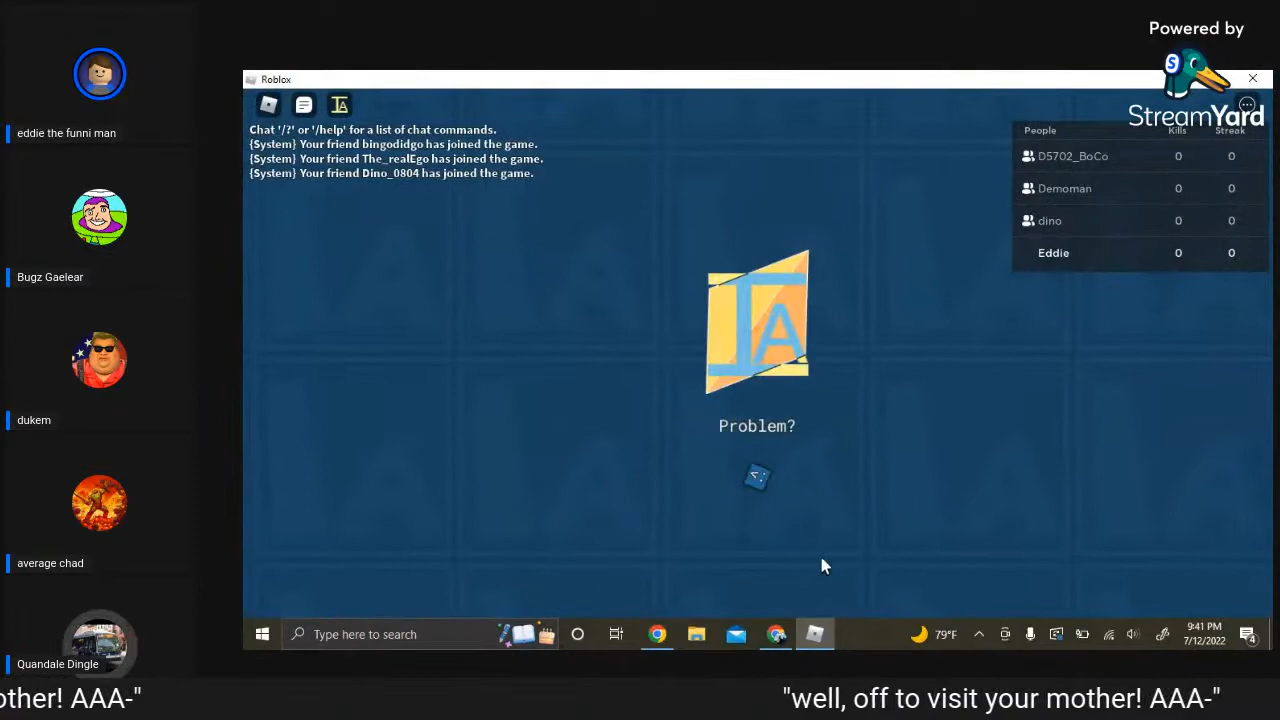 Powered by
StreamYard
eddie the funni man
Bugz Gaelear
dukem
average chad
Quandale Dingle
Roblox
Chat '/?' or '/help' for a list of chat commands.
{System} Your friend bingodidgo has joined the game.
{System} Your friend The_realEgo has joined the game.
{System} Your friend Dino_0804 has joined the game.
People Kills Streak
D5702_BoCo 0 0
Demoman 0 0
dino 0 0
Eddie 0 0
IA
Problem?
Type here to search
79°F
9:41 PM
7/12/2022
4
other! AAA-" "well, off to visit your mother! AAA-"